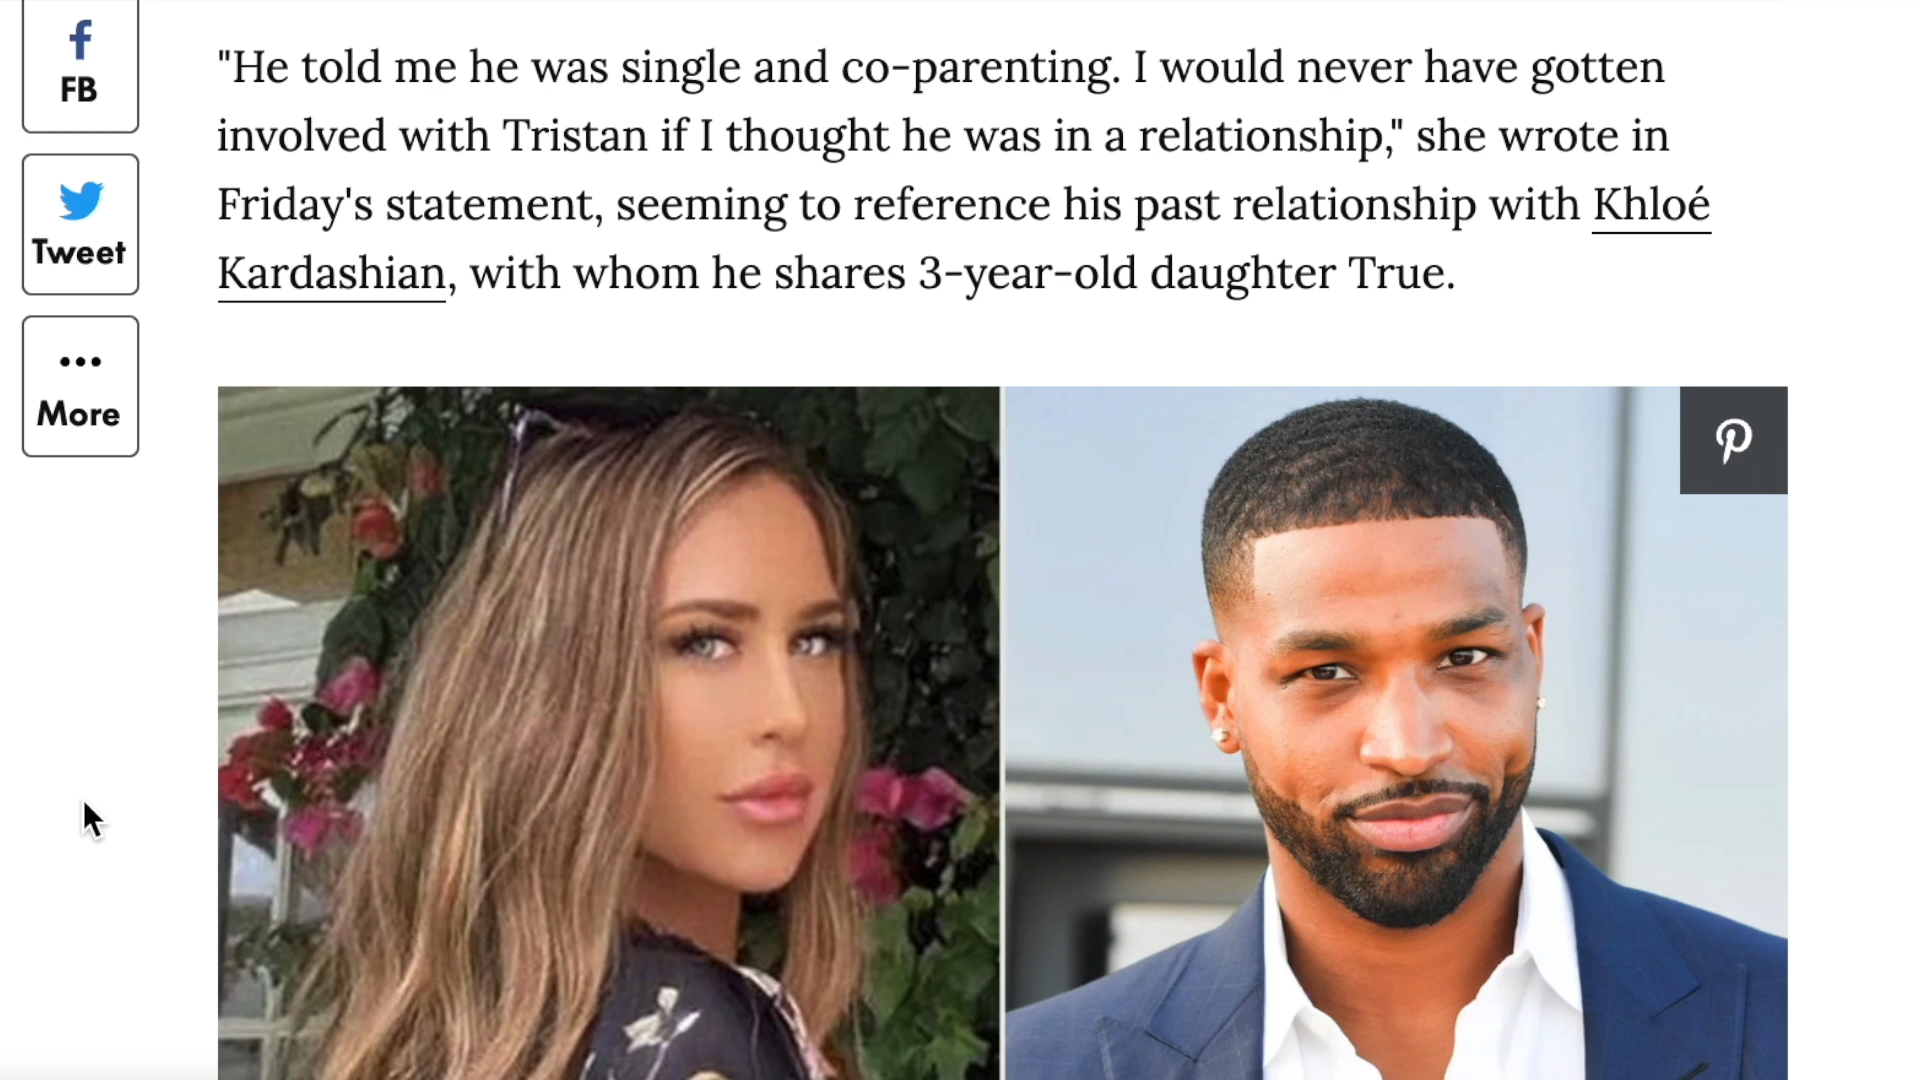 FB
Tweet
More
"He told me he was single and co-parenting. I would never have gotten
involved with Tristan if I thought he was in a relationship," she wrote in
Friday's statement, seeming to reference his past relationship with Khloé
Kardashian, with whom he shares 3-year-old daughter True.